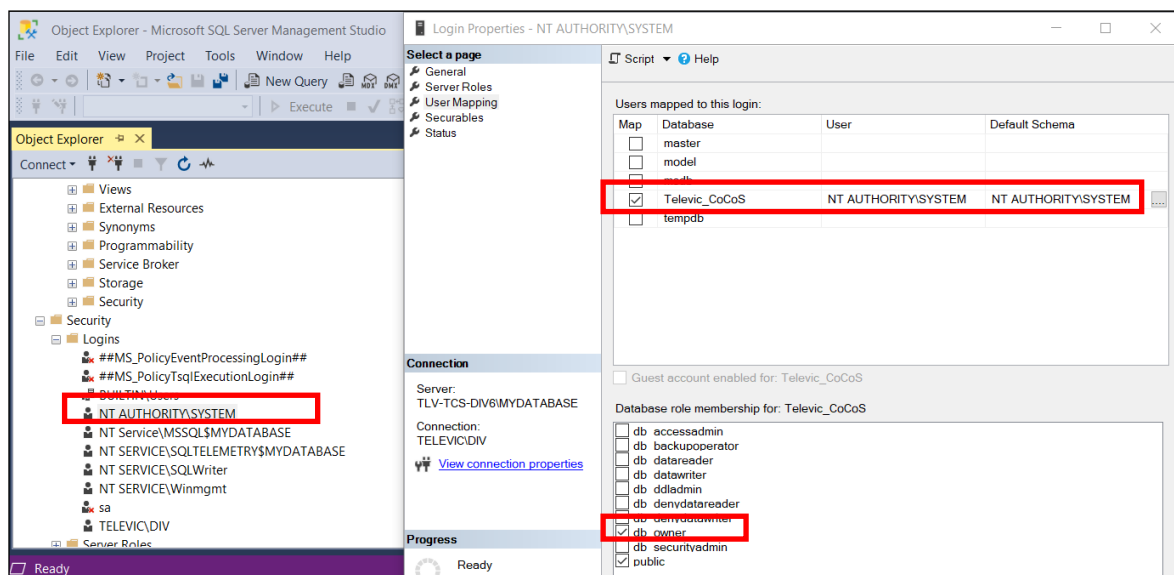 Object Explorer - Microsoft SQL Server Management Studio
File Edit View Project Tools Window Help
New Query
Execute
Object Explorer
Connect
Views
External Resources
Synonyms
Programmability
Service Broker
Storage
Security
Security
Logins
##MS_PolicyEventProcessingLogin##
##MS_PolicyTsqlExecutionLogin##
BUILTIN\Users
NT AUTHORITY\SYSTEM
NT Service\MSSQL$MYDATABASE
NT SERVICE\SQLTELEMETRY$MYDATABASE
NT SERVICE\SQLWriter
NT SERVICE\Winmgmt
sa
TELEVIC\DIV
Server Roles
Ready
Login Properties - NT AUTHORITY\SYSTEM
Select a page
General
Server Roles
User Mapping
Securables
Status
Connection
Server:
TLV-TCS-DIV6\MYDATABASE
Connection:
TELEVIC\DIV
View connection properties
Progress
Ready
Script Help
Users mapped to this login:
Map Database User Default Schema
master
model
msdb
Televic_CoCoS NT AUTHORITY\SYSTEM NT AUTHORITY\SYSTEM ...
tempdb
Guest account enabled for: Televic_CoCoS
Database role membership for: Televic_CoCoS
db_accessadmin
db_backupoperator
db_datareader
db_datawriter
db_ddladmin
db_denydatareader
db_denydatawriter
db_owner
db_securityadmin
public